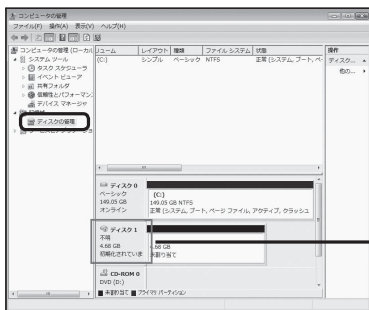 コンピュータの管理
ファイル(F) 操作(A) 表示(V) ヘルプ(H)
コンピュータの管理 (ローカル
システム ツール
タスク スケジューラ
イベント ビューア
共有フォルダ
信頼性とパフォーマンス
デバイス マネージャ
ディスクの管理
リューム レイアウト 種類 ファイル システム 状態
(C:) シンプル ベーシック NTFS 正常 (システム, ブート, ペー
操作
ディスク...
他の...
ディスク 0
ベーシック
149.05 GB
オンライン
(C:)
149.05 GB NTFS
正常 (システム, ブート, ページ ファイル, アクティブ, クラッシュ
ディスク 1
不明
4.68 GB
初期化されていま
4.68 GB
未割り当て
CD-ROM 0
DVD (D:)
未割り当て プライマリ パーティション